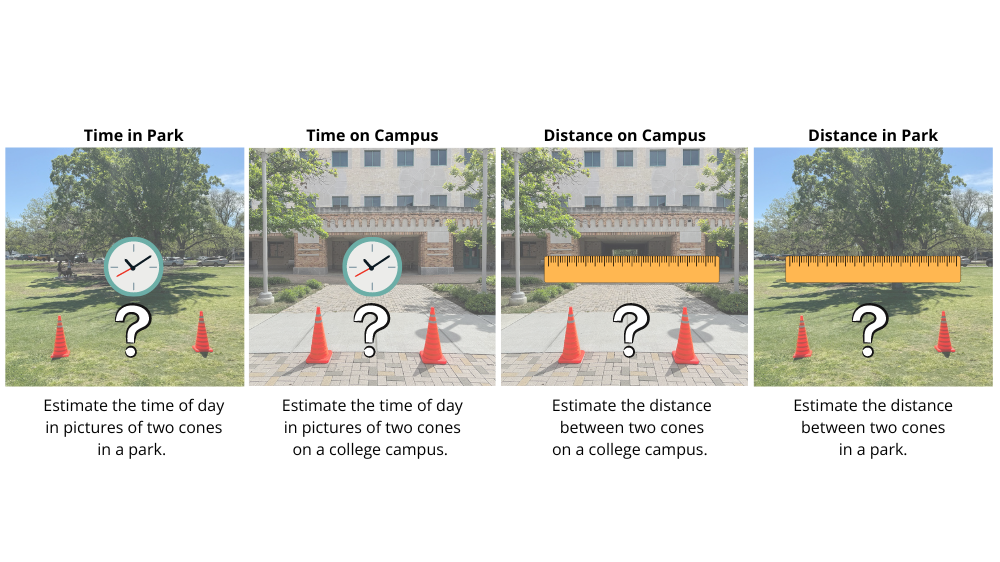 Time in Park
Time on Campus
Distance on Campus
Distance in Park
?
?
?
?
Estimate the time of day
in pictures of two cones
in a park.
Estimate the time of day
in pictures of two cones
on a college campus.
Estimate the distance
between two cones
on a college campus.
Estimate the distance
between two cones
in a park.